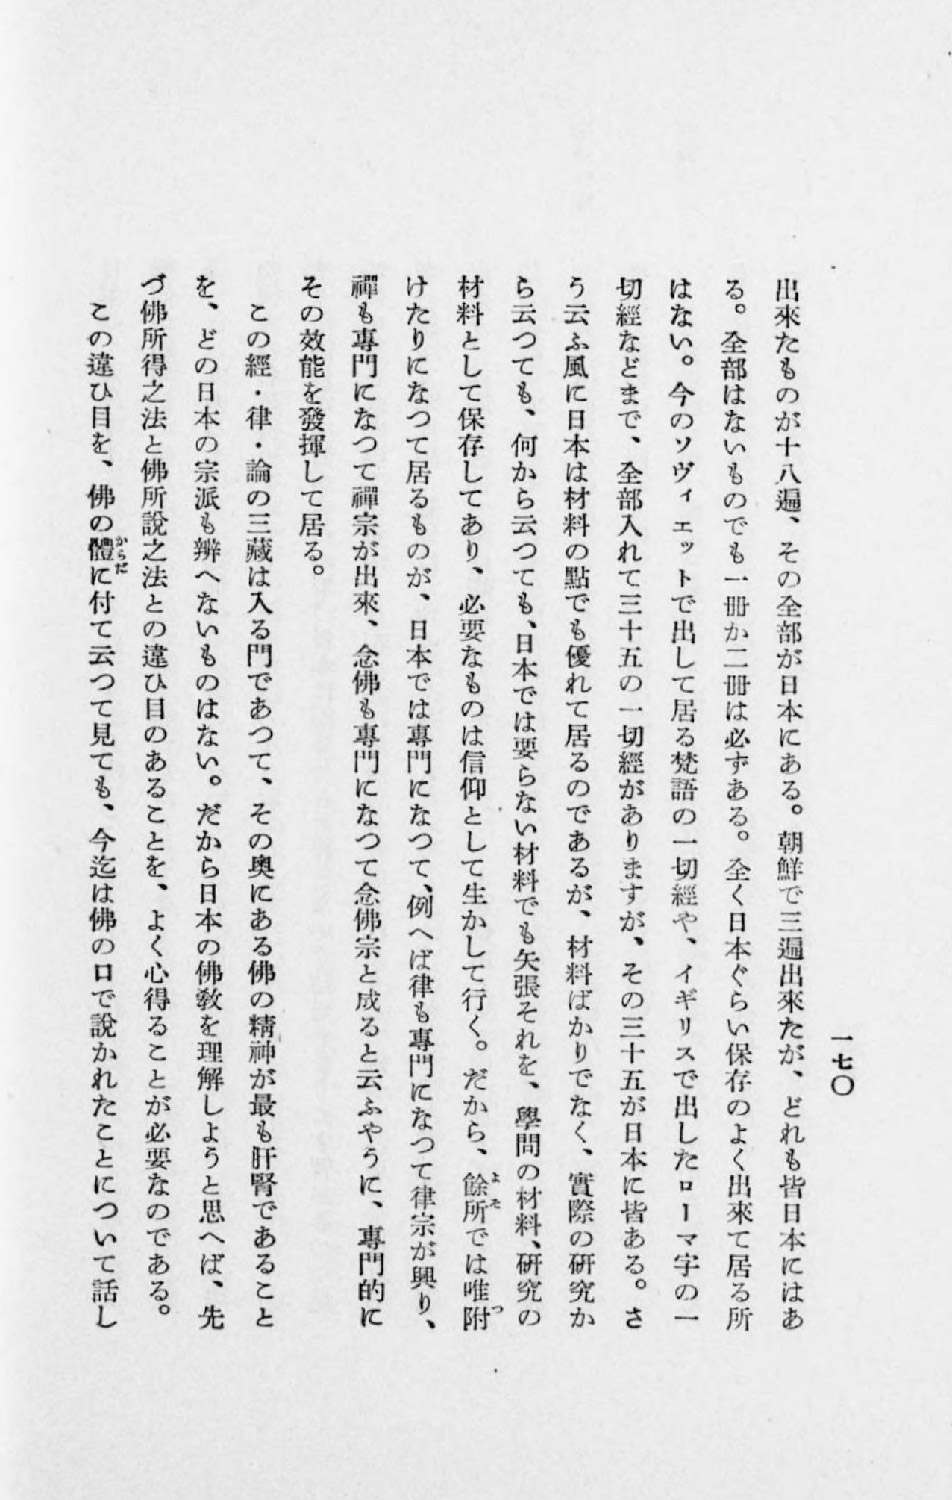 一七〇
出來たものが十八遍、その全部が日本にある。朝鮮で三遍出來たが、どれも皆日本にはあ
る。全部はないものでも一冊か二冊は必ずある。全く日本ぐらい保存のよく出來て居る所
はない。今のソヴィエットで出して居る梵語の一切經や、イギリスで出したローマ字の一
切經などまで、全部入れて三十五の一切經がありますが、その三十五が日本に皆ある。さ
う云ふ風に日本は材料の點でも優れて居るのであるが、材料ばかりでなく、實際の研究か
ら云つても、何から云つても、日本では要らない材料でも矢張それを、學問の材料、研究の
材料として保存してあり、必要なものは信仰として生かして行く。だから、餘所では唯附
けたりになつて居るものが、日本では專門になつて、例へば律も專門になつて律宗が興り、
禪も專門になつて禪宗が出來、念佛も專門になつて念佛宗と成ると云ふやうに、專門的に
その效能を發揮して居る。
この經・律・論の三藏は入る門であつて、その奧にある佛の精神が最も肝腎であること
を、どの日本の宗派も辨へないものはない。だから日本の佛敎を理解しようと思へば、先
づ佛所得之法と佛所說之法との違ひ目のあることを、よく心得ることが必要なのである。
この違ひ目を、佛の體に付て云つて見ても、今迄は佛の口で說かれたことについて話し